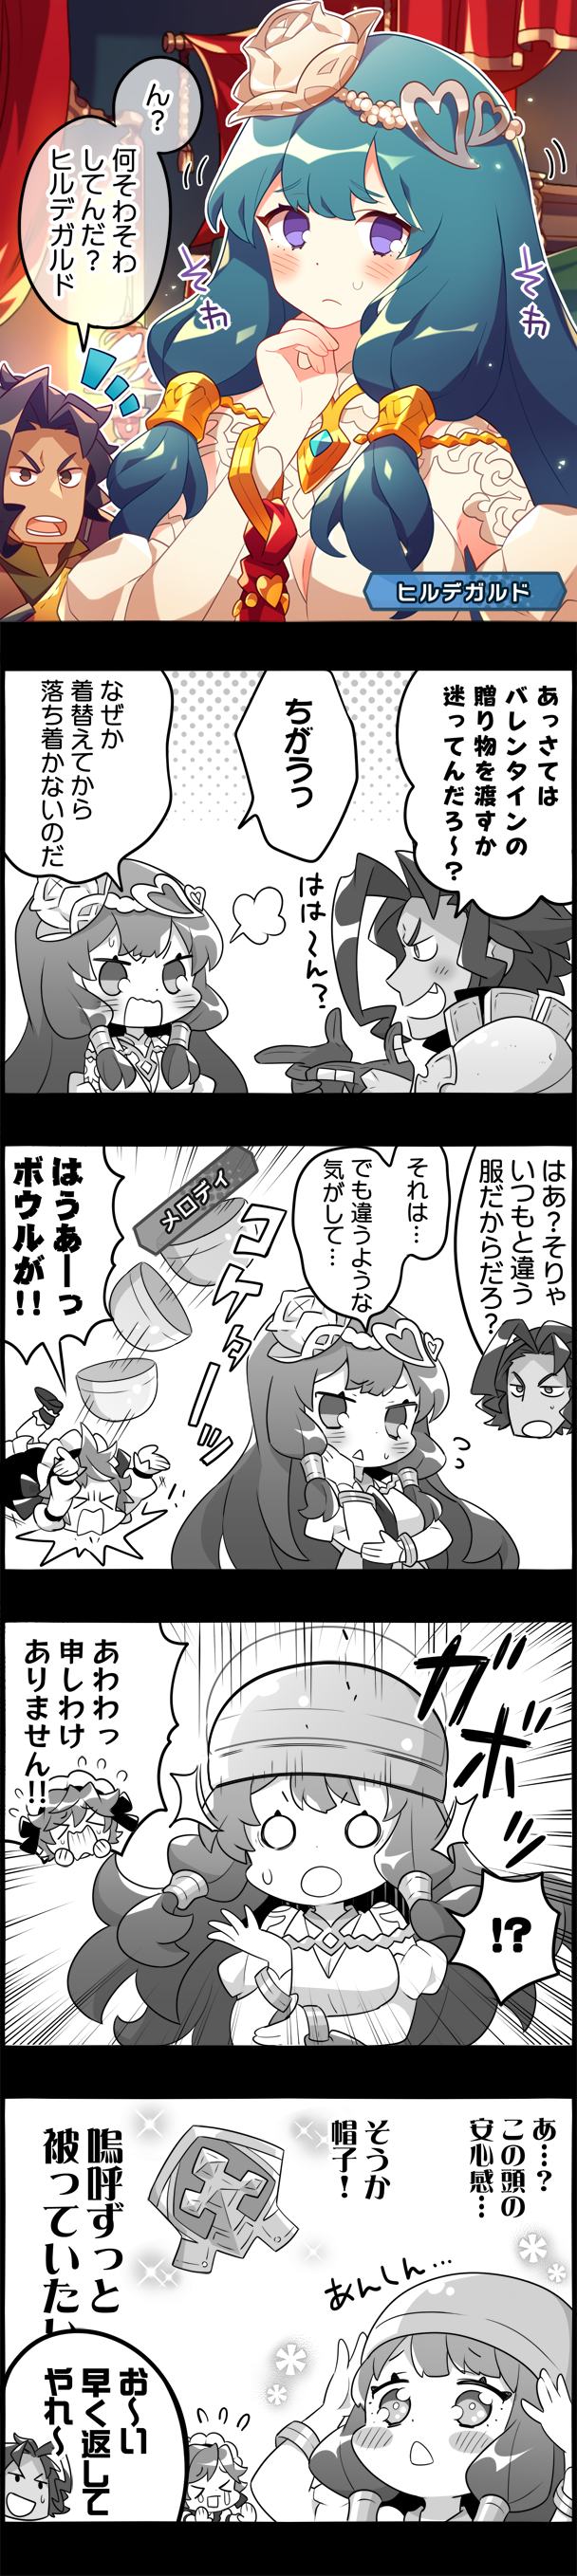 ん?
何そわそわ
してんだ?
ヒルデガルド
そわ
そわ
ヒルデガルド
あっさては
バレンタインの
贈り物を渡すか
迷ってんだろ〜?
ははーん?
ちがうっ
なぜか
着替えてから
落ち着かないのだ
はあ?そりゃ
いつもと違う
服だからだろ?
それは…
でも違うような
気がして…
コケターーッ
メロディ
はうあーっ
ボウルが!!
ガボッ
!?
あわわっ
申しわけ
ありません!!
あ…?
この頭の
安心感…
あんしん…
そうか
帽子!
嗚呼ずっと
被っていたい
お〜い
早く返して
やれ〜